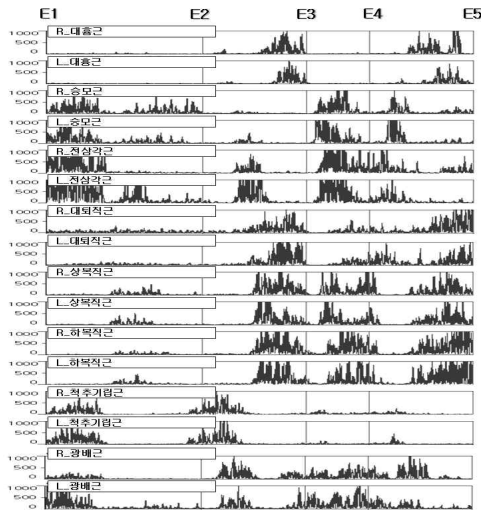 E1 E2 E3 E4 E5
1000 R_대흉근
500
0
1000 L_대흉근
500
0
1000 R_승모근
500
0
1000 L_승모근
500
0
1000 R_전삼각근
500
0
1000 L_전삼각근
500
0
1000 R_대퇴직근
500
0
1000 L_대퇴직근
500
0
1000 R_상복직근
500
0
1000 L_상복직근
500
0
1000 R_하복직근
500
0
1000 L_하복직근
500
0
1000 R_척추기립근
500
0
1000 L_척추기립근
500
0
1000 R_광배근
500
0
1000 L_광배근
500
0